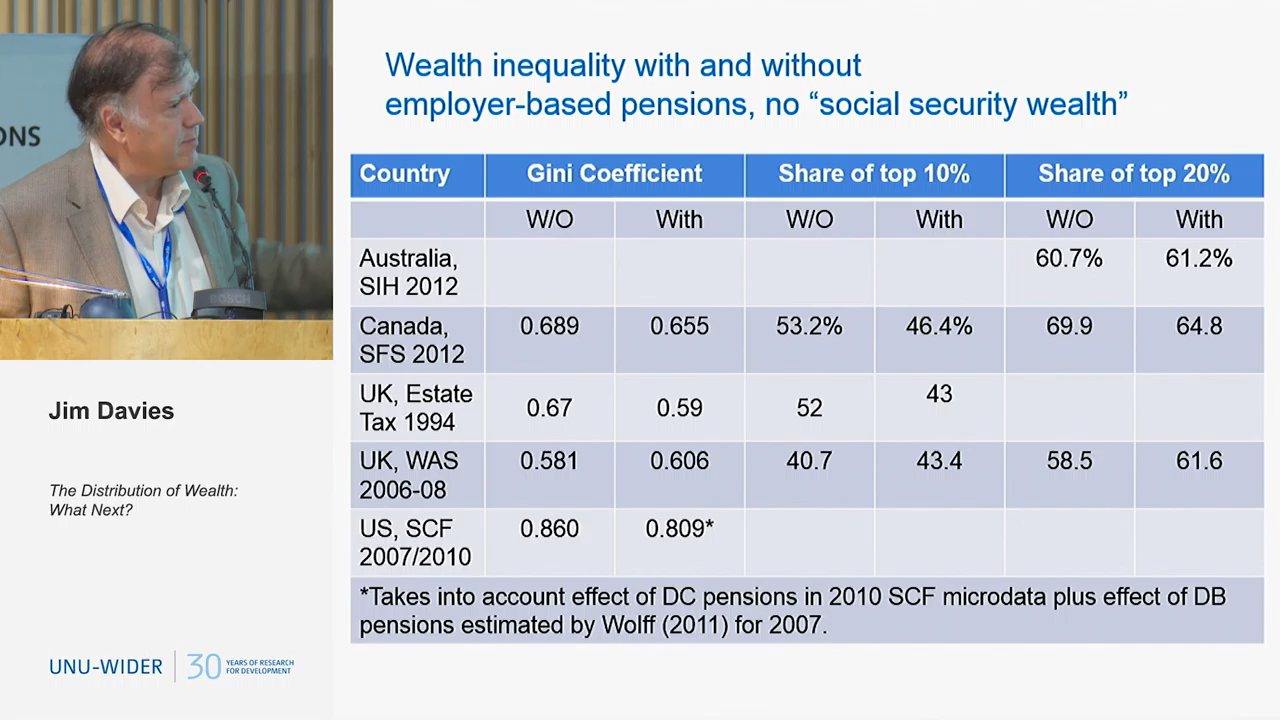 ONS
BOSCH
Jim Davies
The Distribution of Wealth:
What Next?
UNU-WIDER
30 YEARS OF RESEARCH
FOR DEVELOPMENT
Wealth inequality with and without
employer-based pensions, no “social security wealth”
Country Gini Coefficient Share of top 10% Share of top 20%
W/O With W/O With W/O With
Australia,
SIH 2012 60.7% 61.2%
Canada,
SFS 2012 0.689 0.655 53.2% 46.4% 69.9 64.8
UK, Estate
Tax 1994 0.67 0.59 52 43
UK, WAS
2006-08 0.581 0.606 40.7 43.4 58.5 61.6
US, SCF
2007/2010 0.860 0.809*
*Takes into account effect of DC pensions in 2010 SCF microdata plus effect of DB
pensions estimated by Wolff (2011) for 2007.